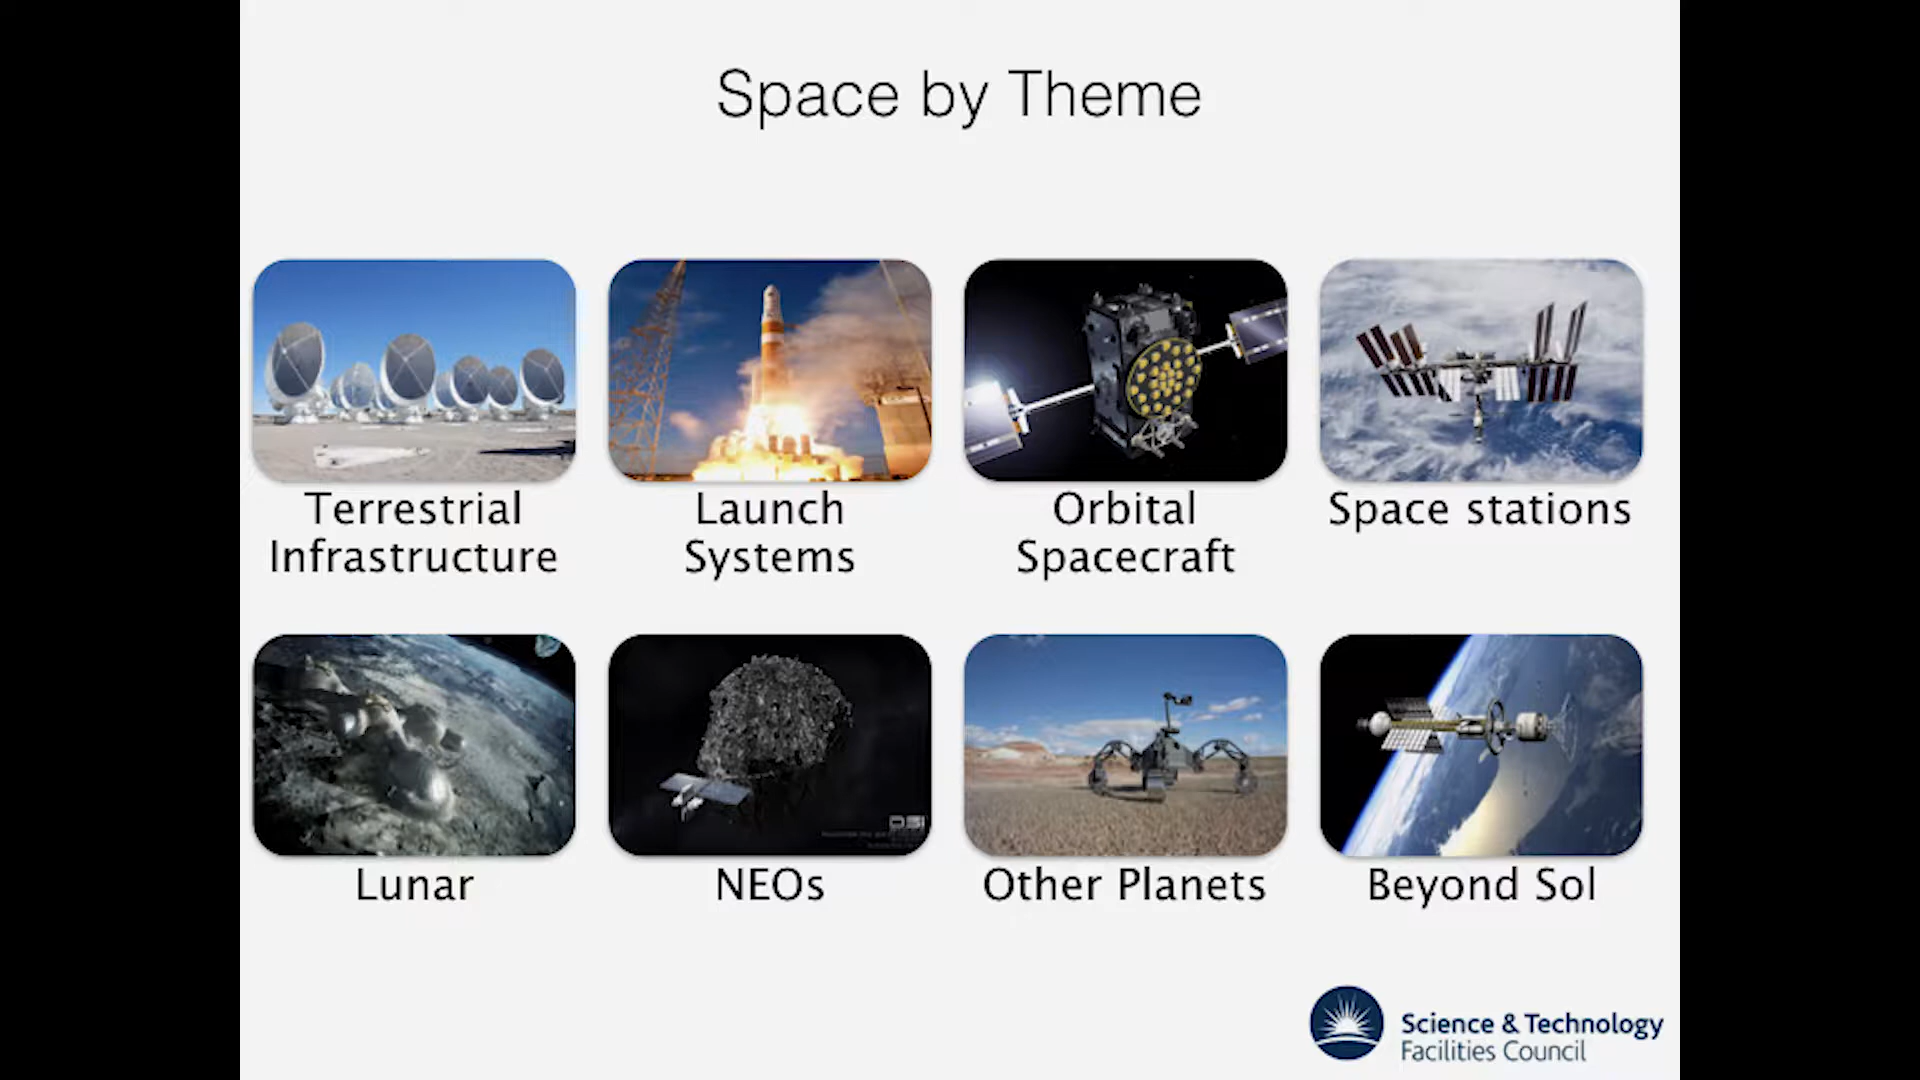 Space by Theme
Terrestrial
Infrastructure
Launch
Systems
Orbital
Spacecraft
Space stations
Lunar
NEOs
Other Planets
Beyond Sol
DSI
Science & Technology
Facilities Council